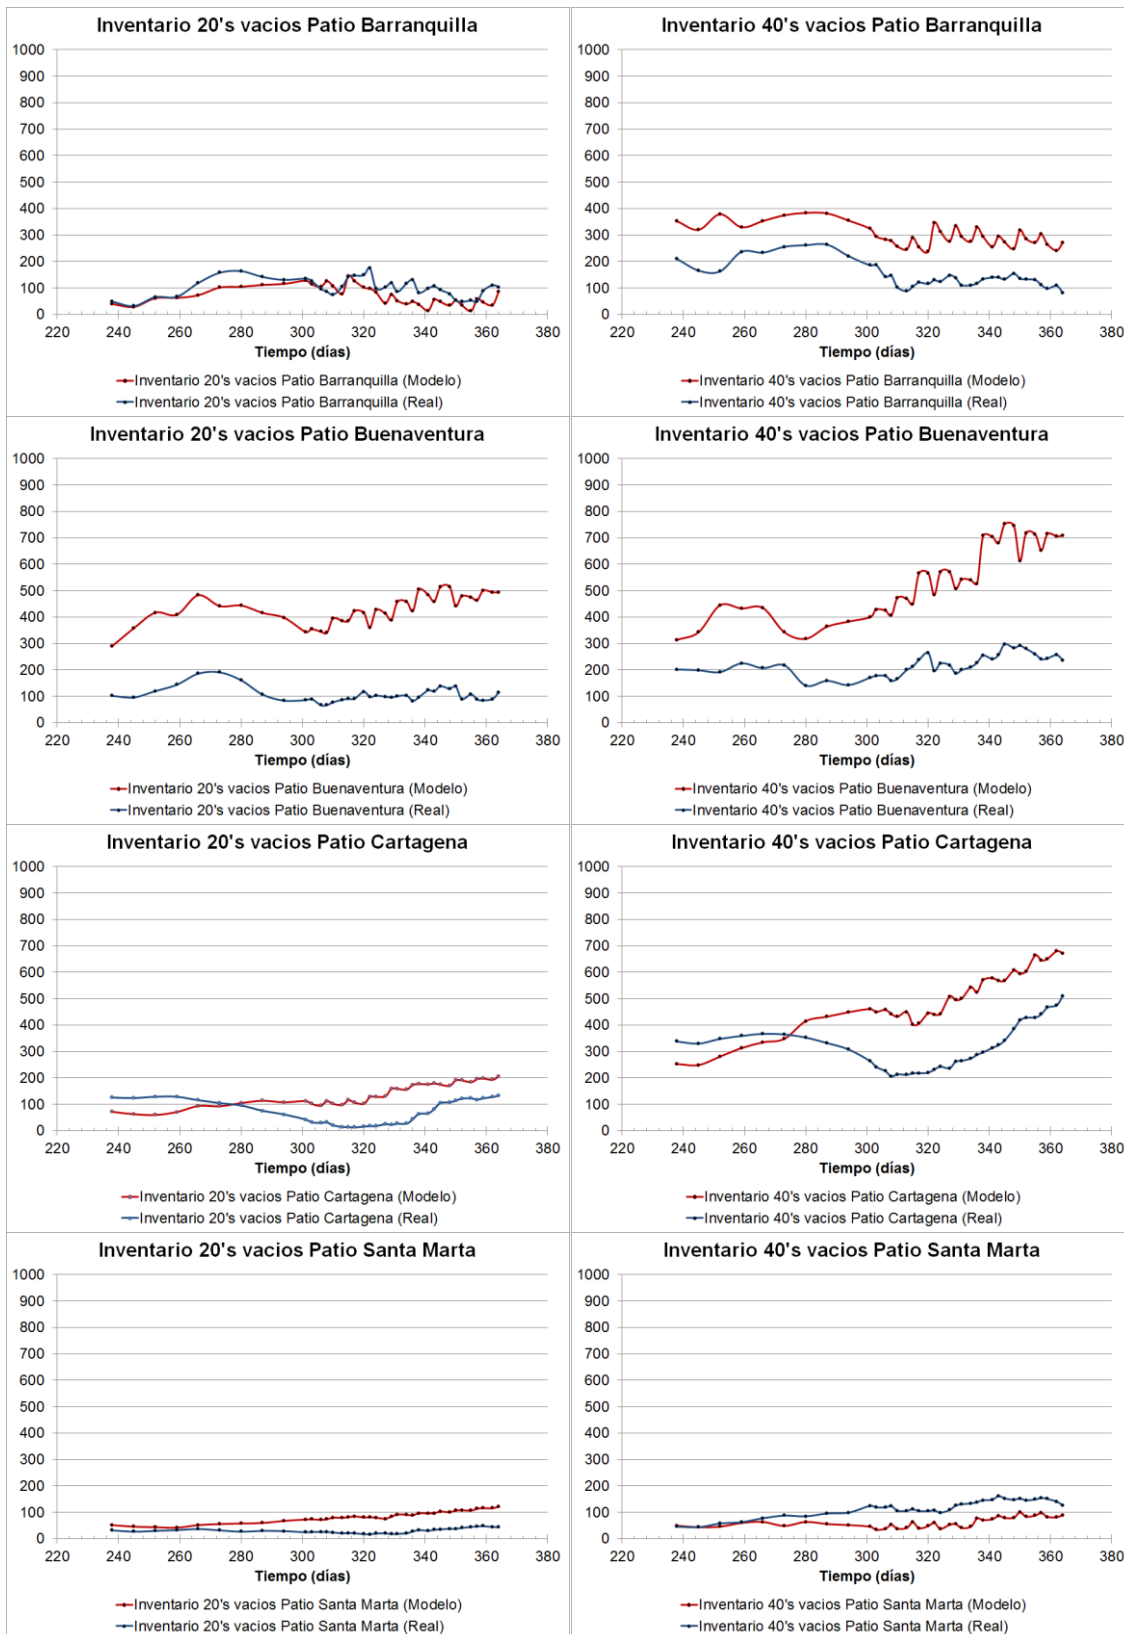 Inventario 20's vacios Patio Barranquilla
1000
900
800
700
600
500
400
300
200
100
0
220 240 260 280 300 320 340 360 380
Tiempo (días)
Inventario 20's vacios Patio Barranquilla (Modelo)
Inventario 20's vacios Patio Barranquilla (Real)
Inventario 40's vacios Patio Barranquilla
1000
900
800
700
600
500
400
300
200
100
0
220 240 260 280 300 320 340 360 380
Tiempo (días)
Inventario 40's vacios Patio Barranquilla (Modelo)
Inventario 40's vacios Patio Barranquilla (Real)
Inventario 20's vacios Patio Buenaventura
1000
900
800
700
600
500
400
300
200
100
0
220 240 260 280 300 320 340 360 380
Tiempo (días)
Inventario 20's vacios Patio Buenaventura (Modelo)
Inventario 20's vacios Patio Buenaventura (Real)
Inventario 40's vacios Patio Buenaventura
1000
900
800
700
600
500
400
300
200
100
0
220 240 260 280 300 320 340 360 380
Tiempo (días)
Inventario 40's vacios Patio Buenaventura (Modelo)
Inventario 40's vacios Patio Buenaventura (Real)
Inventario 20's vacios Patio Cartagena
1000
900
800
700
600
500
400
300
200
100
0
220 240 260 280 300 320 340 360 380
Tiempo (días)
Inventario 20's vacios Patio Cartagena (Modelo)
Inventario 20's vacios Patio Cartagena (Real)
Inventario 40's vacios Patio Cartagena
1000
900
800
700
600
500
400
300
200
100
0
220 240 260 280 300 320 340 360 380
Tiempo (días)
Inventario 40's vacios Patio Cartagena (Modelo)
Inventario 40's vacios Patio Cartagena (Real)
Inventario 20's vacios Patio Santa Marta
1000
900
800
700
600
500
400
300
200
100
0
220 240 260 280 300 320 340 360 380
Tiempo (días)
Inventario 20's vacios Patio Santa Marta (Modelo)
Inventario 20's vacios Patio Santa Marta (Real)
Inventario 40's vacios Patio Santa Marta
1000
900
800
700
600
500
400
300
200
100
0
220 240 260 280 300 320 340 360 380
Tiempo (días)
Inventario 40's vacios Patio Santa Marta (Modelo)
Inventario 40's vacios Patio Santa Marta (Real)